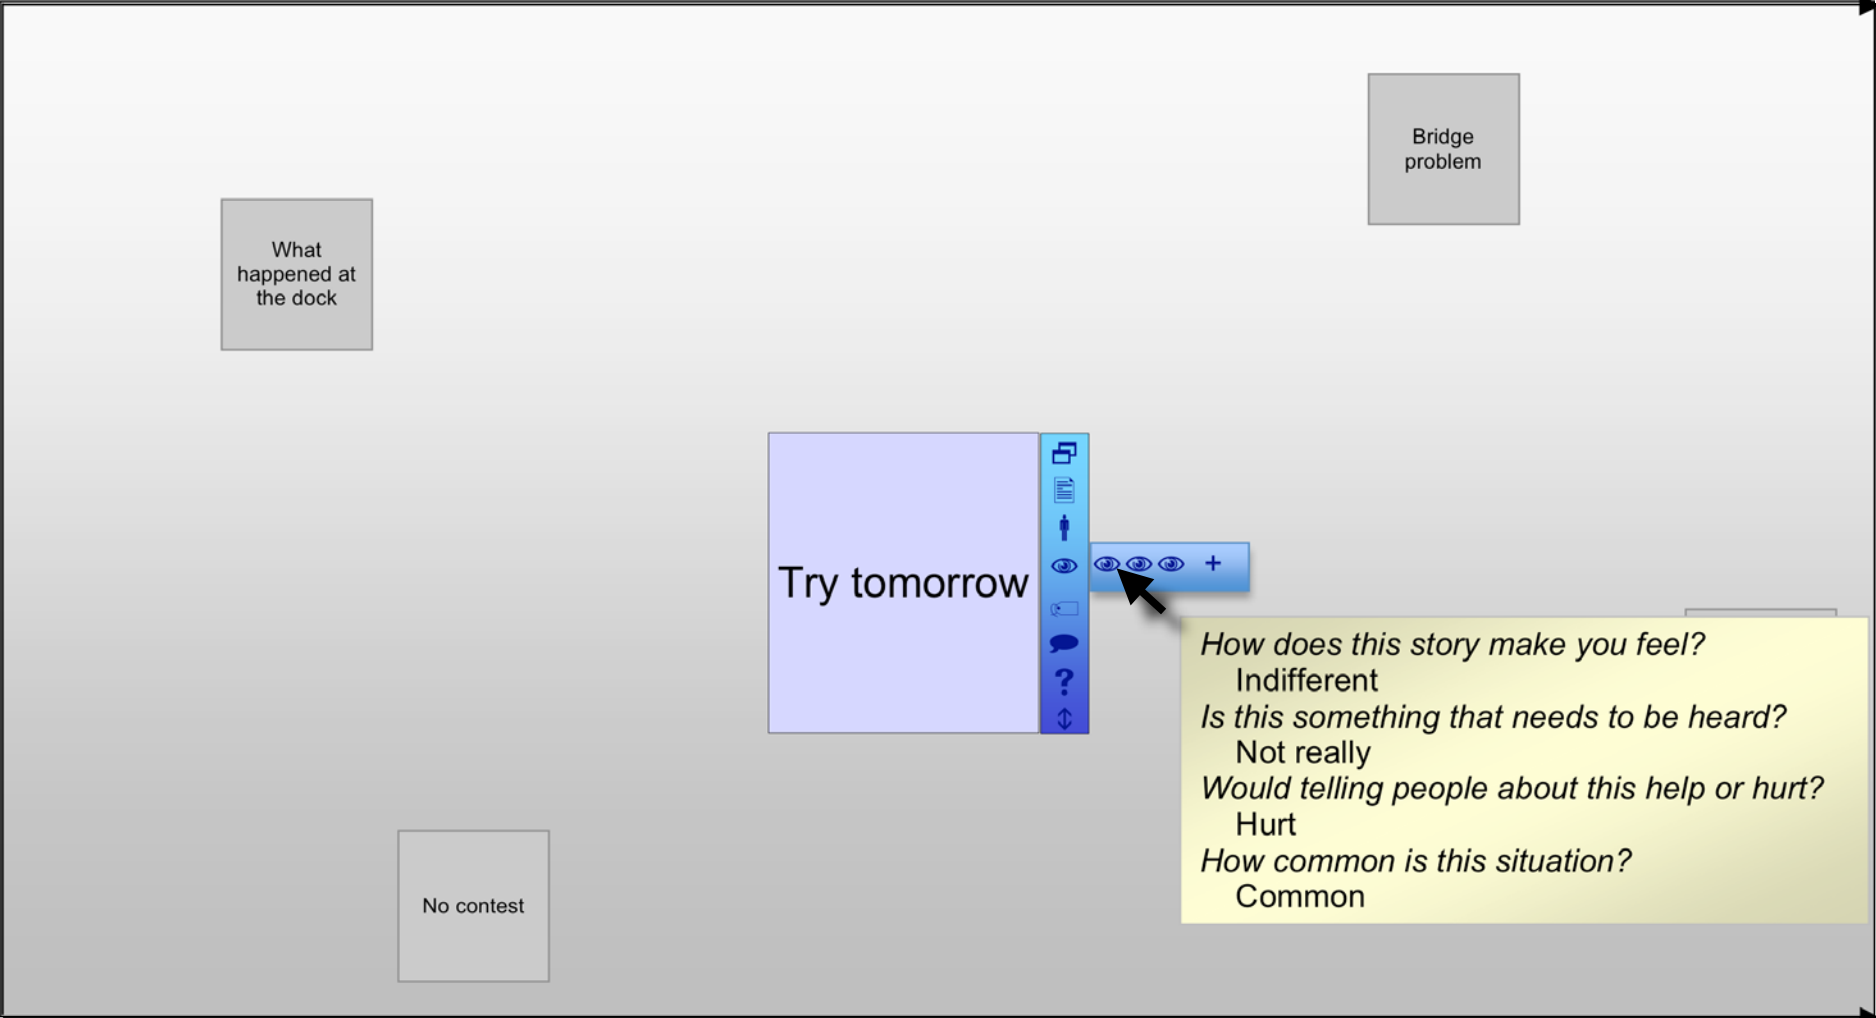 Bridge
problem
What
happened at
the dock
Try tomorrow
+
?
How does this story make you feel?
Indifferent
Is this something that needs to be heard?
Not really
Would telling people about this help or hurt?
Hurt
How common is this situation?
Common
No contest